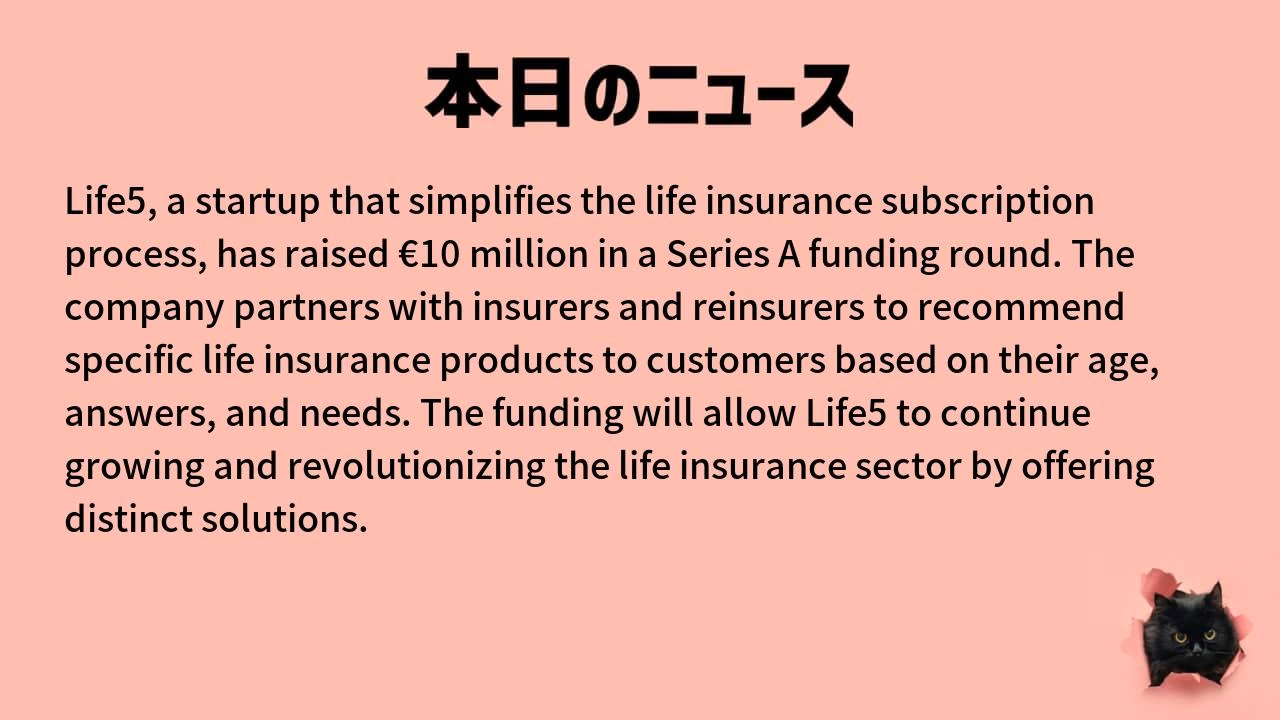 本日のニュース
Life5, a startup that simplifies the life insurance subscription
process, has raised €10 million in a Series A funding round. The
company partners with insurers and reinsurers to recommend
specific life insurance products to customers based on their age,
answers, and needs. The funding will allow Life5 to continue
growing and revolutionizing the life insurance sector by offering
distinct solutions.